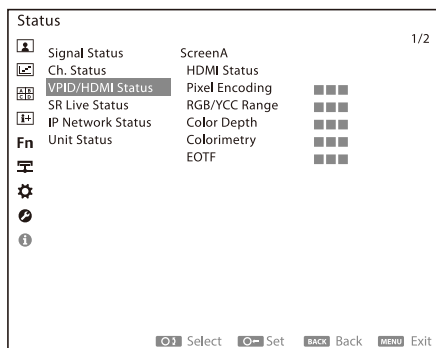 Status
1/2
Signal Status ScreenA
Ch. Status HDMI Status
VPID/HDMI Status Pixel Encoding ■■■
SR Live Status RGB/YCC Range ■■■
IP Network Status Color Depth ■■■
Unit Status Colorimetry ■■■
EOTF ■■■
Fn
Select Set BACK Back MENU Exit